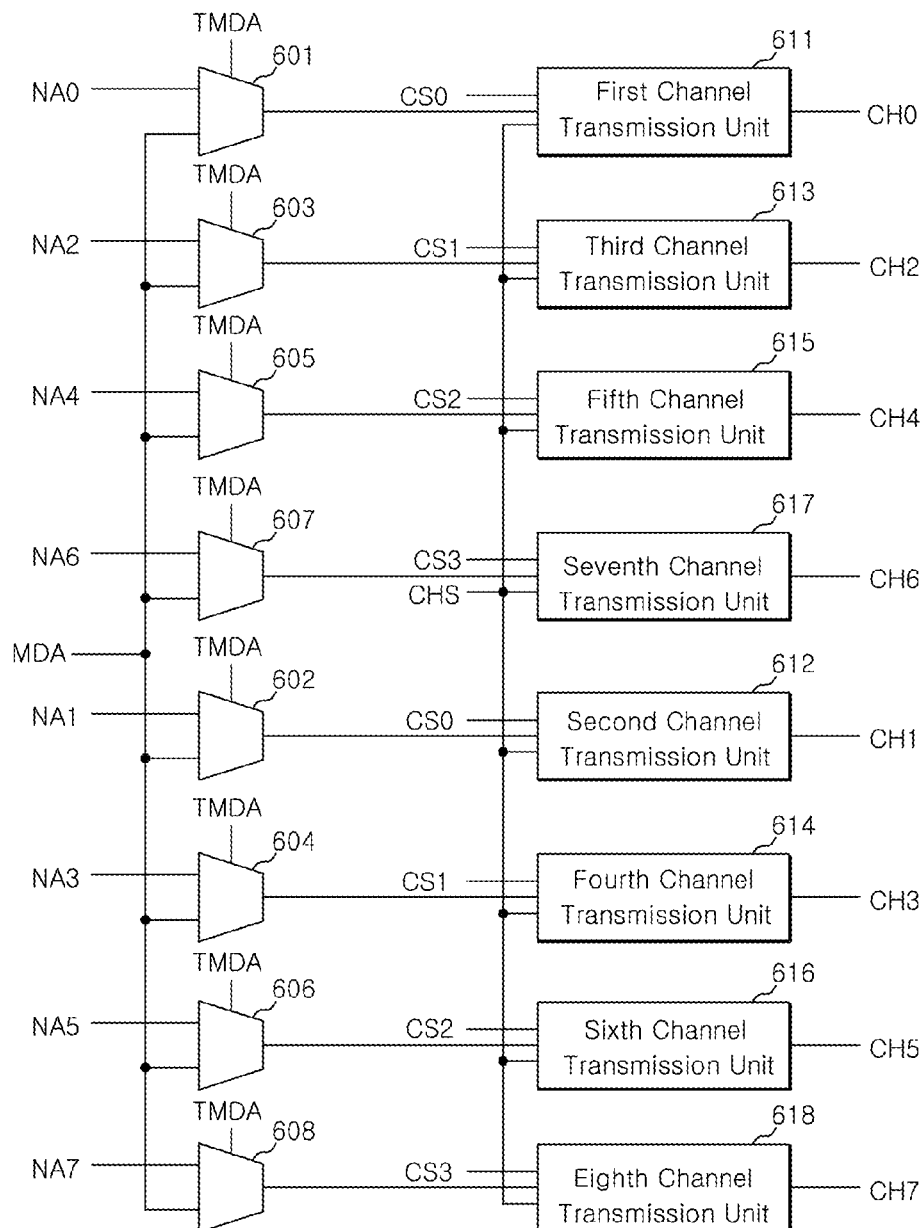 TMDA
601
611
NA0
CS0
First Channel
Transmission Unit
CH0
TMDA
603
613
NA2
CS1
Third Channel
Transmission Unit
CH2
TMDA
605
615
NA4
CS2
Fifth Channel
Transmission Unit
CH4
TMDA
607
617
NA6
CS3
CHS
Seventh Channel
Transmission Unit
CH6
MDA
TMDA
602
612
NA1
CS0
Second Channel
Transmission Unit
CH1
TMDA
604
614
NA3
CS1
Fourth Channel
Transmission Unit
CH3
TMDA
606
616
NA5
CS2
Sixth Channel
Transmission Unit
CH5
TMDA
608
618
NA7
CS3
Eighth Channel
Transmission Unit
CH7